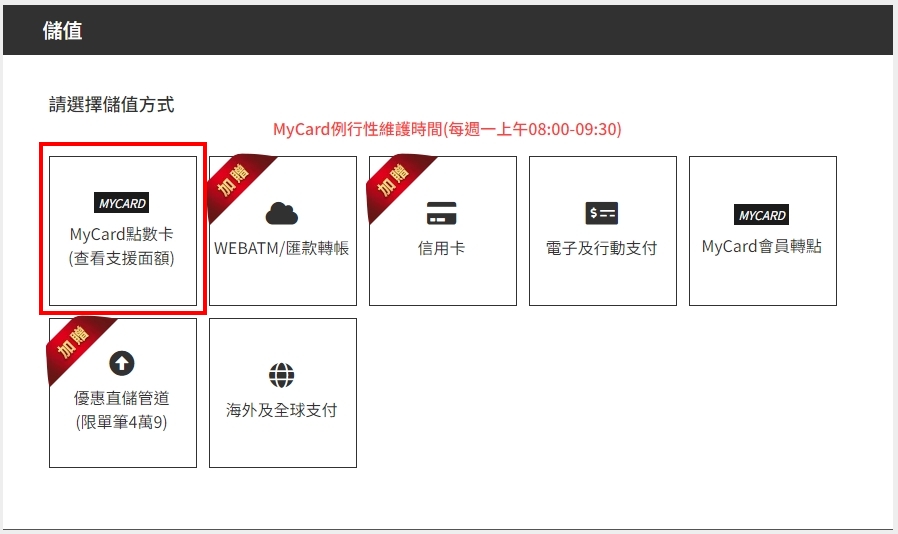 儲值
請選擇儲值方式
MyCard例行性維護時間(每週一上午08:00-09:30)
MYCARD
MyCard點數卡
(查看支援面額)
加贈
WEBATM/匯款轉帳
加贈
信用卡
電子及行動支付
MYCARD
MyCard會員轉點
加贈
優惠直儲管道
(限單筆4萬9)
海外及全球支付